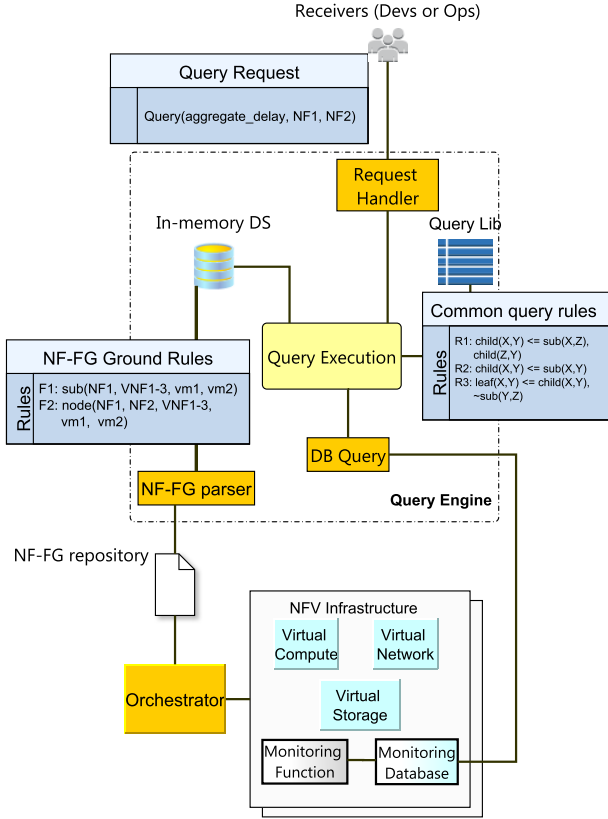 Receivers (Devs or Ops)
Query Request
Query(aggregate_delay, NF1, NF2)
Request
Handler
In-memory DS
Query Lib
Common query rules
Rules
R1: child(X,Y) <= sub(X,Z),
child(Z,Y)
R2: child(X,Y) <= sub(X,Y)
R3: leaf(X,Y) <= child(X,Y),
~sub(Y,Z)
Query Execution
NF-FG Ground Rules
Rules
F1: sub(NF1, VNF1-3, vm1, vm2)
F2: node(NF1, NF2, VNF1-3,
vm1, vm2)
DB Query
NF-FG parser
Query Engine
NF-FG repository
NFV Infrastructure
Virtual
Compute
Virtual
Network
Virtual
Storage
Orchestrator
Monitoring
Function
Monitoring
Database